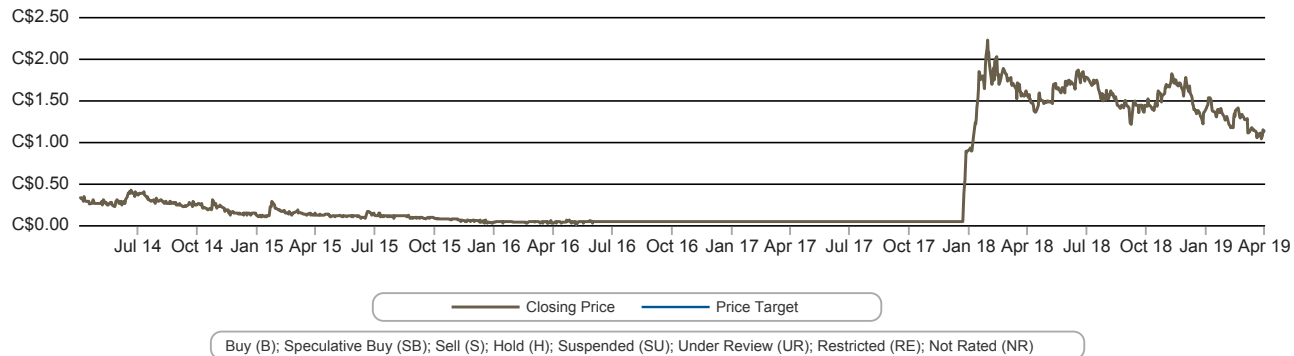 C$2.50
C$2.00
C$1.50
C$1.00
C$0.50
C$0.00
Jul 14 Oct 14 Jan 15 Apr 15 Jul 15 Oct 15 Jan 16 Apr 16 Jul 16 Oct 16 Jan 17 Apr 17 Jul 17 Oct 17 Jan 18 Apr 18 Jul 18 Oct 18 Jan 19 Apr 19
Closing Price Price Target
Buy (B); Speculative Buy (SB); Sell (S); Hold (H); Suspended (SU); Under Review (UR); Restricted (RE); Not Rated (NR)